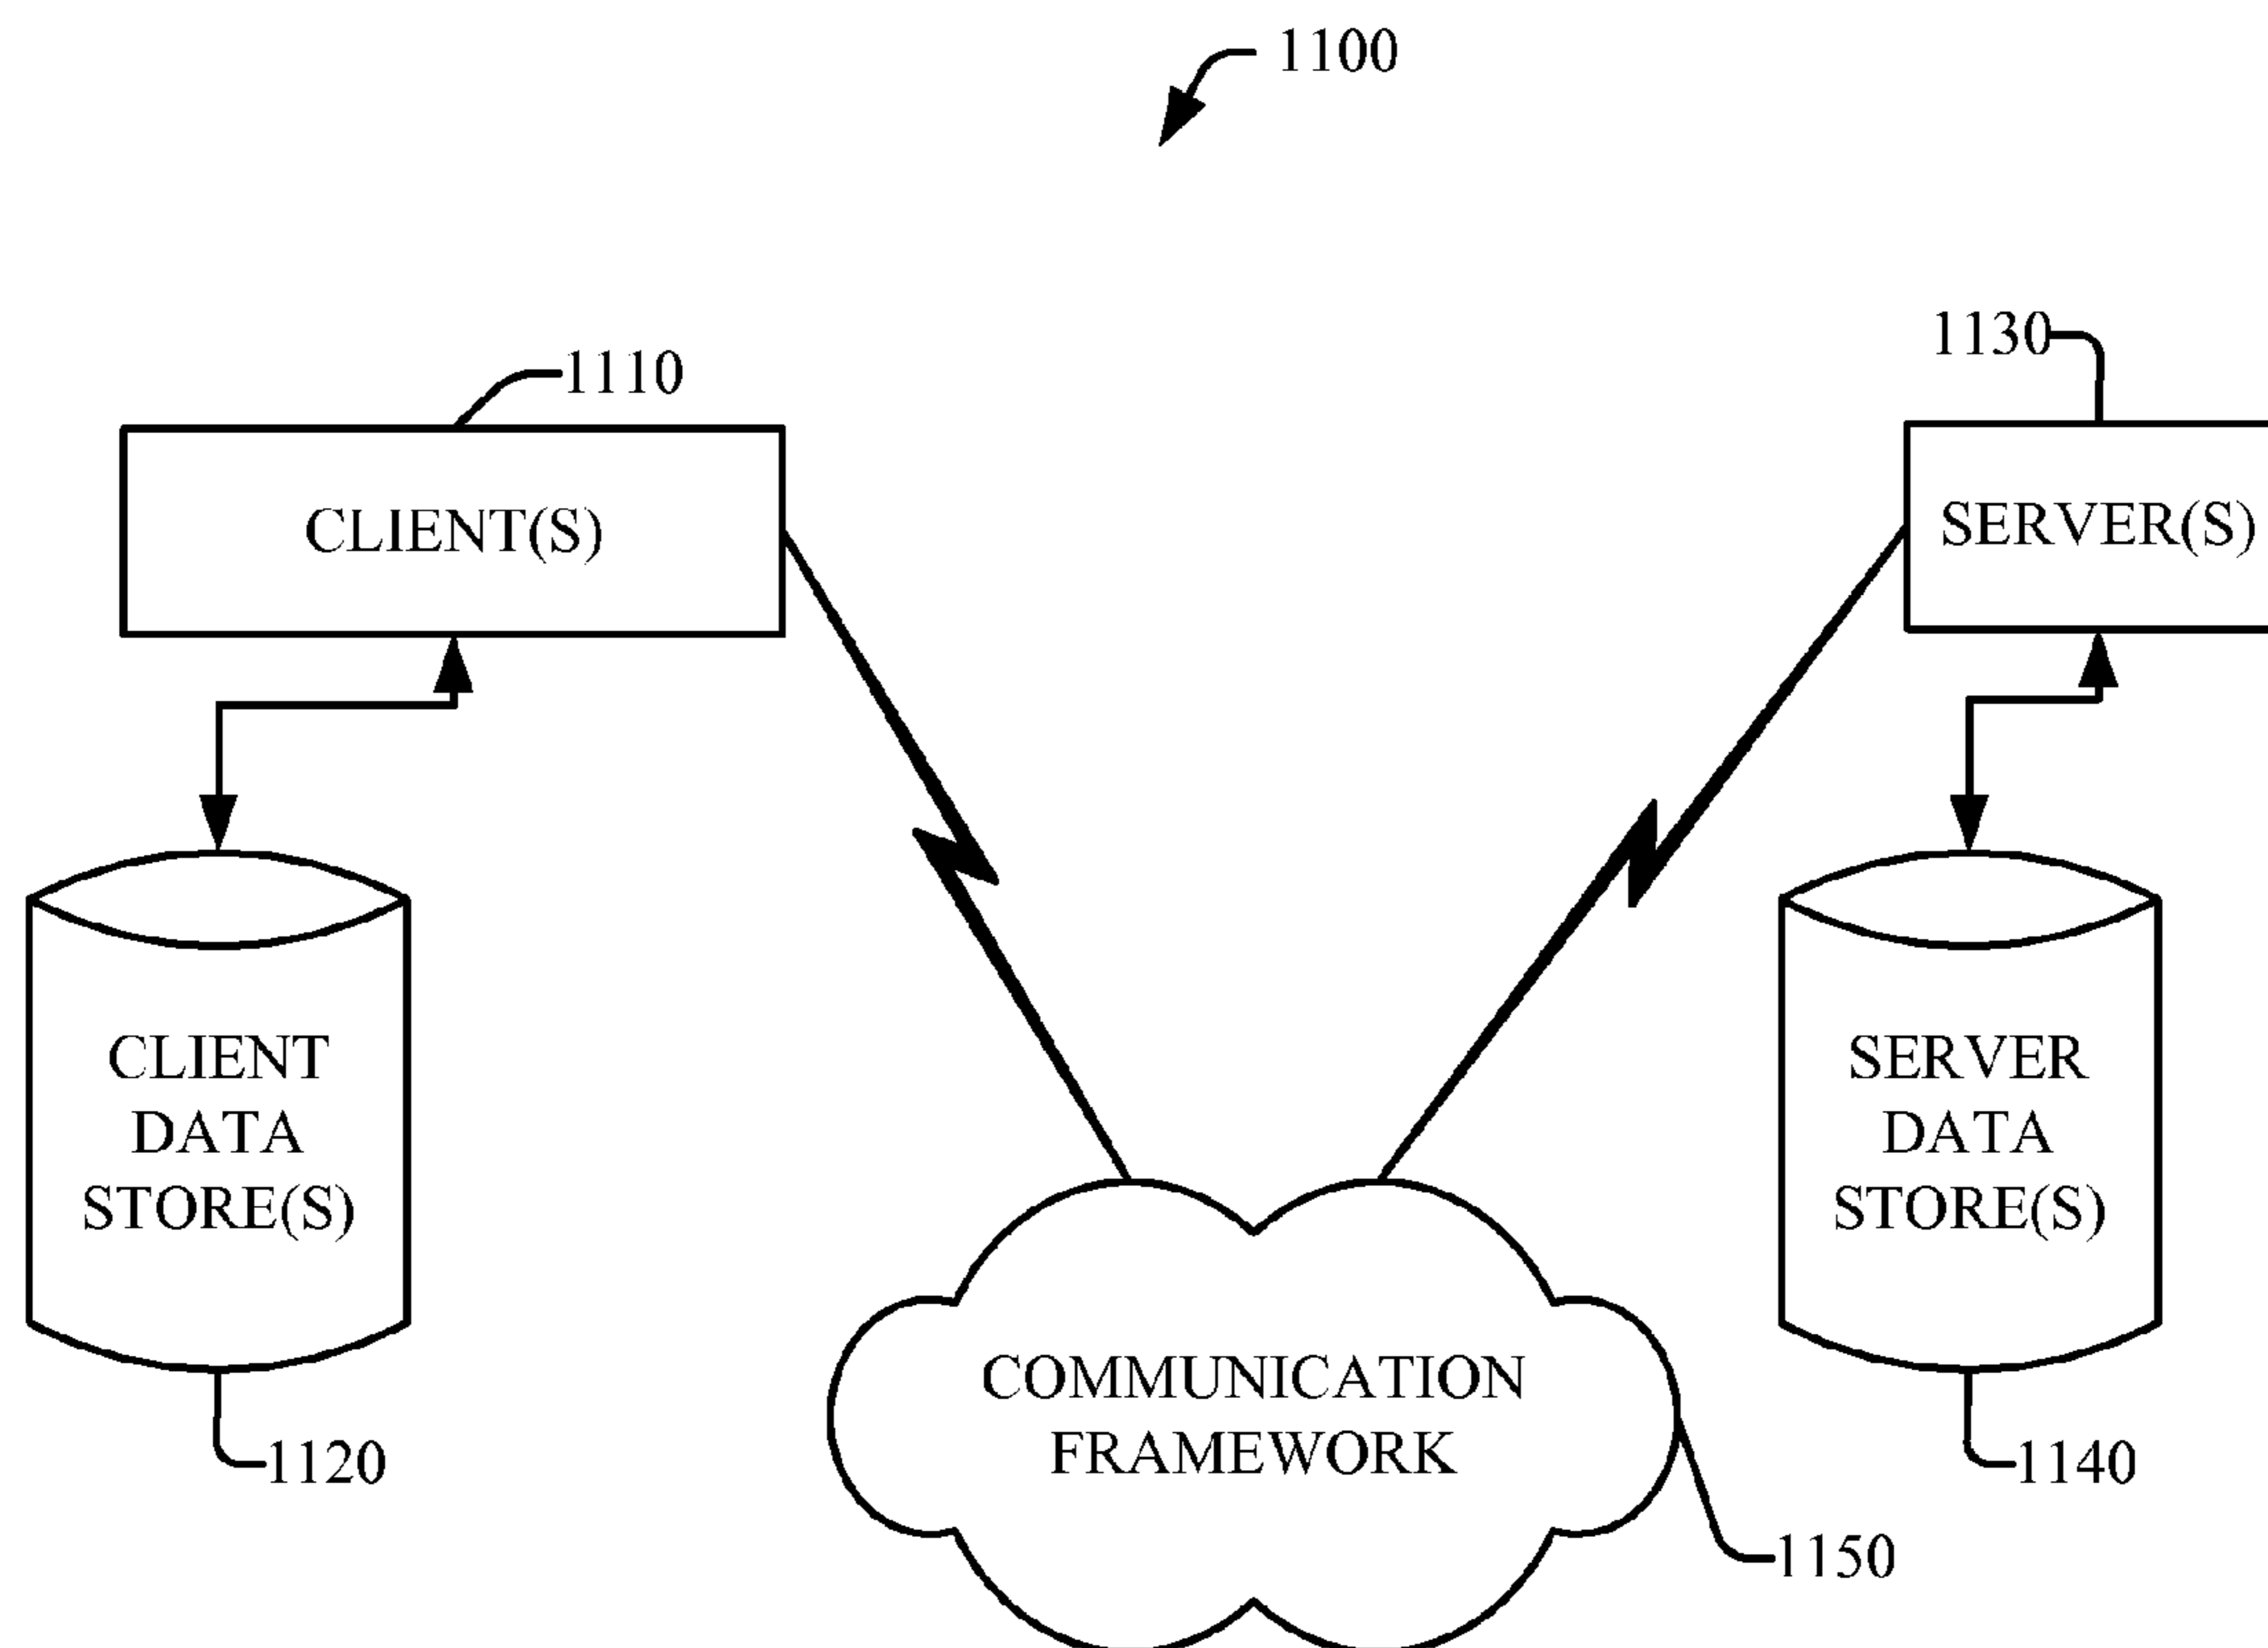 1100
1130
1110
CLIENT(S)
SERVER(S)
CLIENT
DATA
STORE(S)
SERVER
DATA
STORE(S)
COMMUNICATION
FRAMEWORK
1120
1140
1150